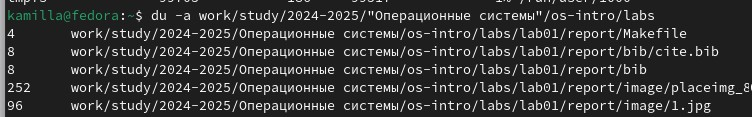 kamilla@fedora:~$ du -a work/study/2024-2025/"Операционные системы"/os-intro/labs
4 work/study/2024-2025/Операционные системы/os-intro/labs/lab01/report/Makefile
8 work/study/2024-2025/Операционные системы/os-intro/labs/lab01/report/bib/cite.bib
8 work/study/2024-2025/Операционные системы/os-intro/labs/lab01/report/bib
252 work/study/2024-2025/Операционные системы/os-intro/labs/lab01/report/image/placeimg_80
96 work/study/2024-2025/Операционные системы/os-intro/labs/lab01/report/image/1.jpg